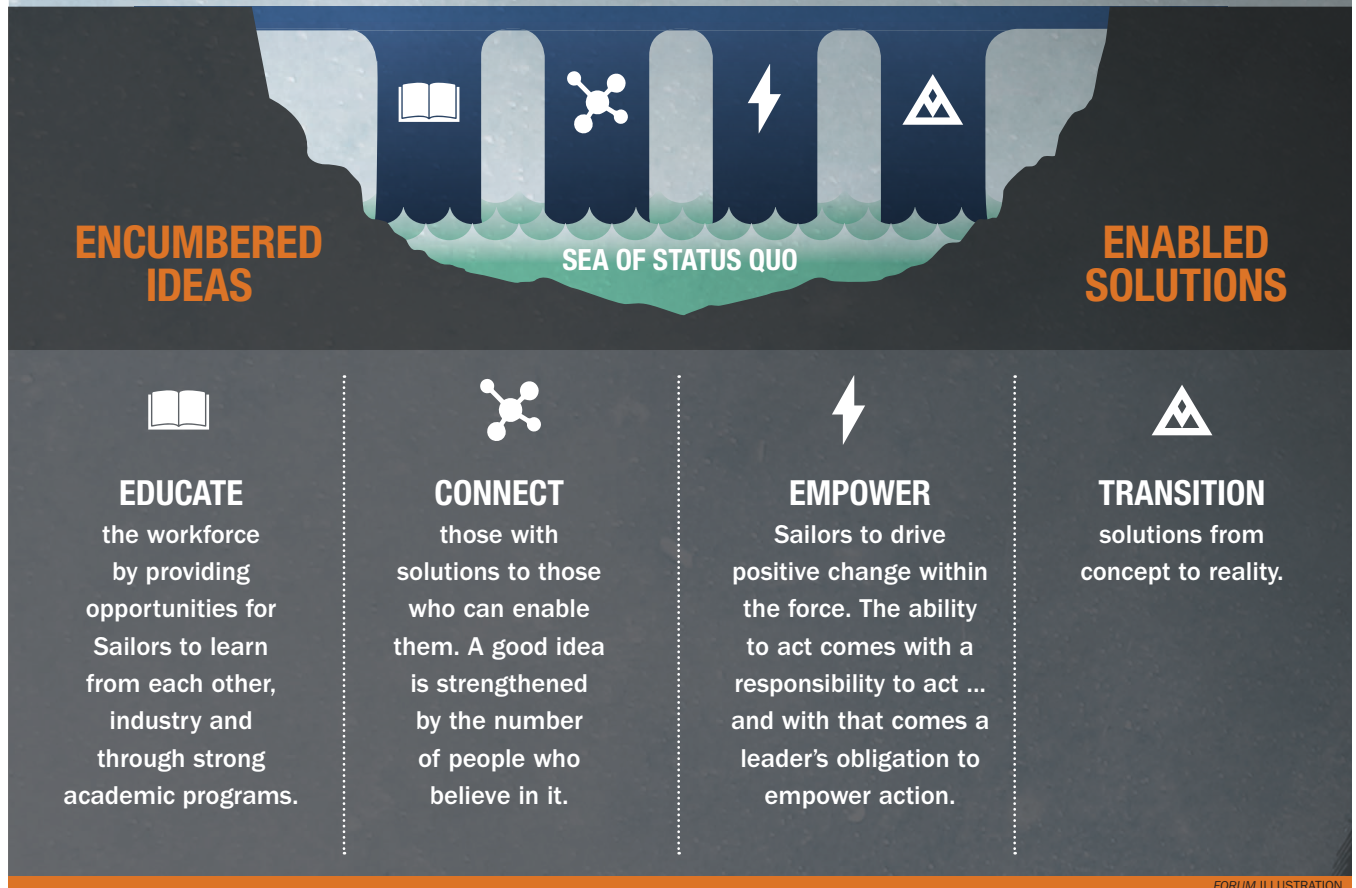 ENCUMBERED
IDEAS
SEA OF STATUS QUO
ENABLED
SOLUTIONS
EDUCATE
the workforce
by providing
opportunities for
Sailors to learn
from each other,
industry and
through strong
academic programs.
CONNECT
those with
solutions to those
who can enable
them. A good idea
is strengthened
by the number
of people who
believe in it.
EMPOWER
Sailors to drive
positive change within
the force. The ability
to act comes with a
responsibility to act ...
and with that comes a
leader’s obligation to
empower action.
TRANSITION
solutions from
concept to reality.
FORUM ILLUSTRATION